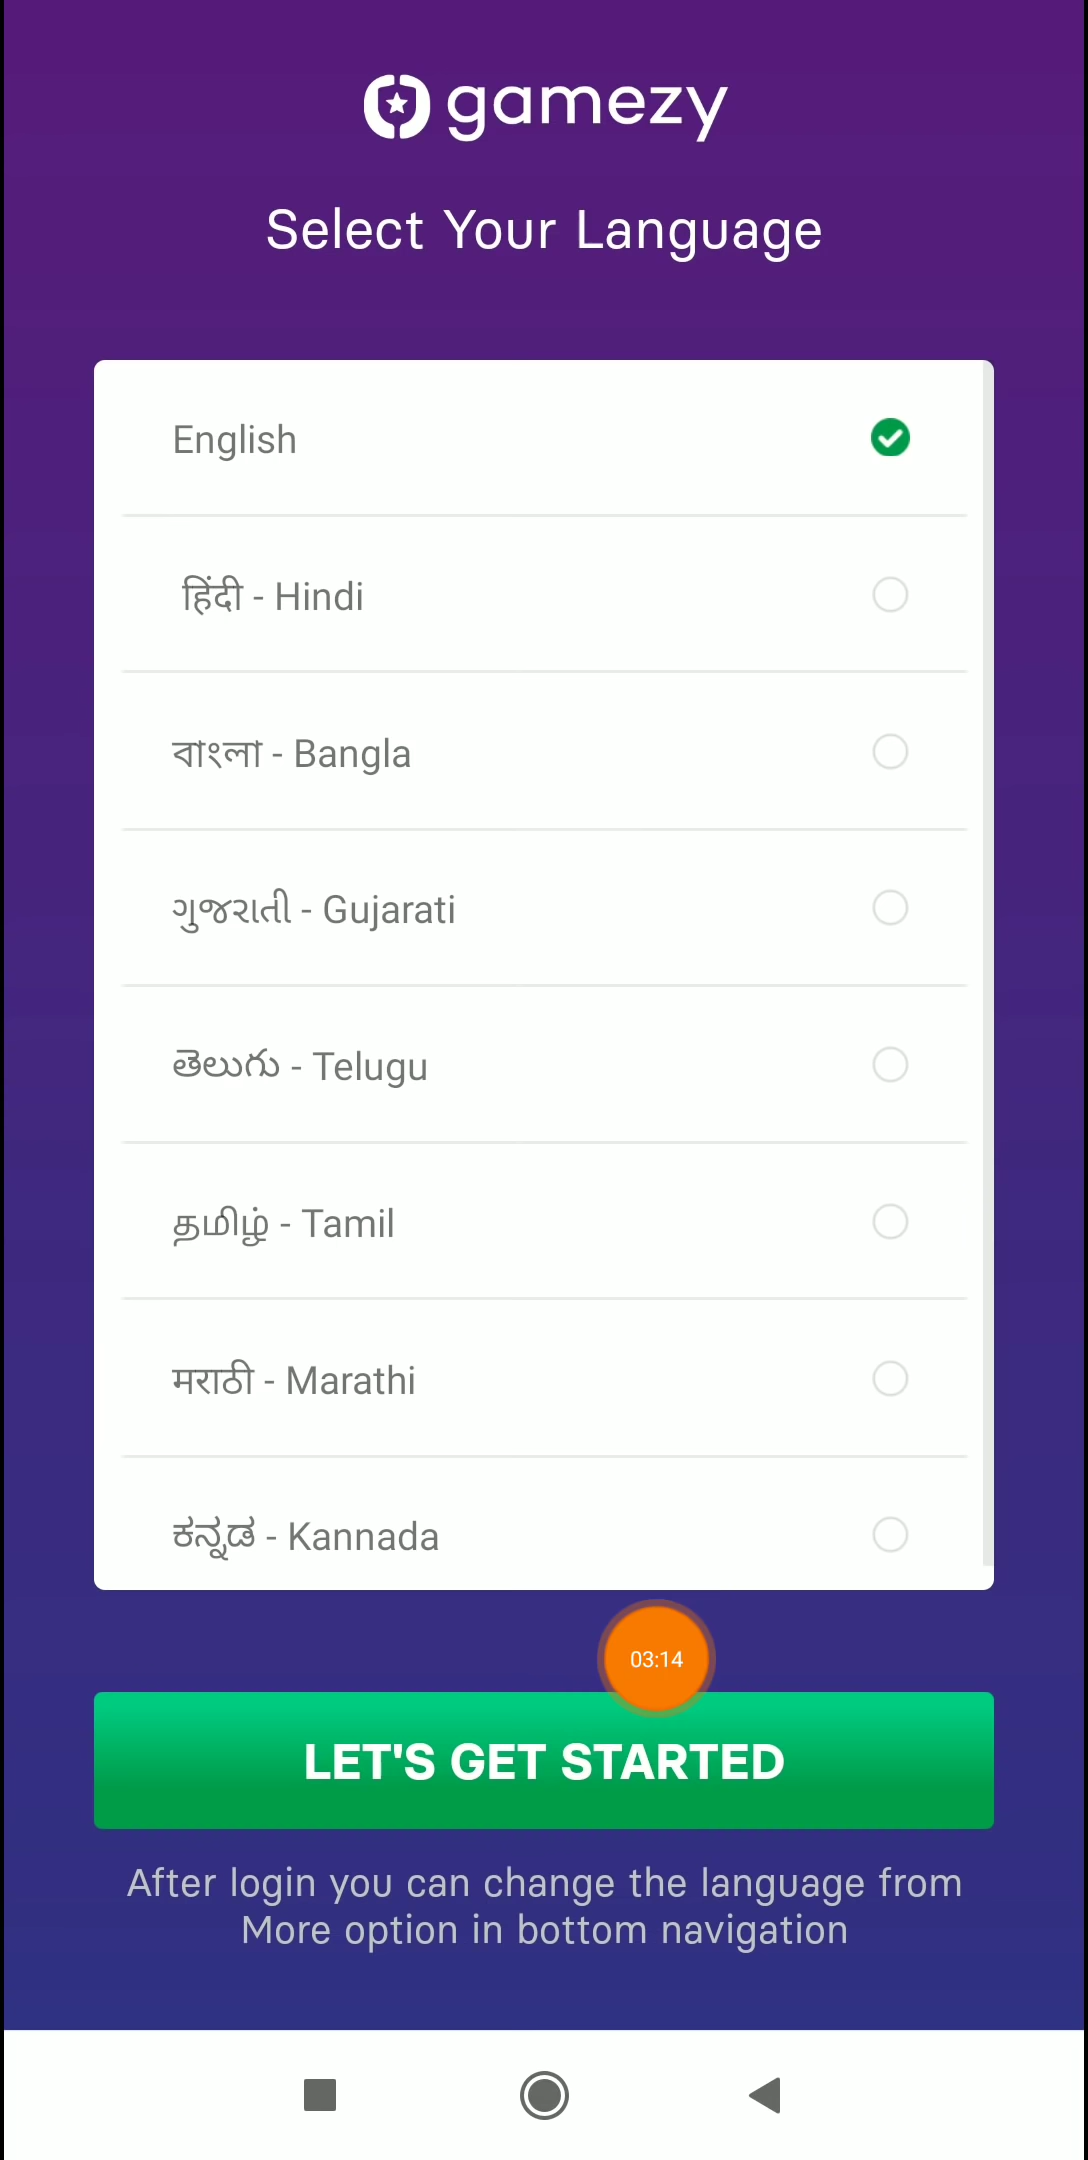 gamezy
Select Your Language
English
हिंदी - Hindi
বাংলা - Bangla
ગુજરાતી - Gujarati
తెలుగు - Telugu
தமிழ் - Tamil
मराठी - Marathi
ಕನ್ನಡ - Kannada
03:14
LET'S GET STARTED
After login you can change the language from
More option in bottom navigation